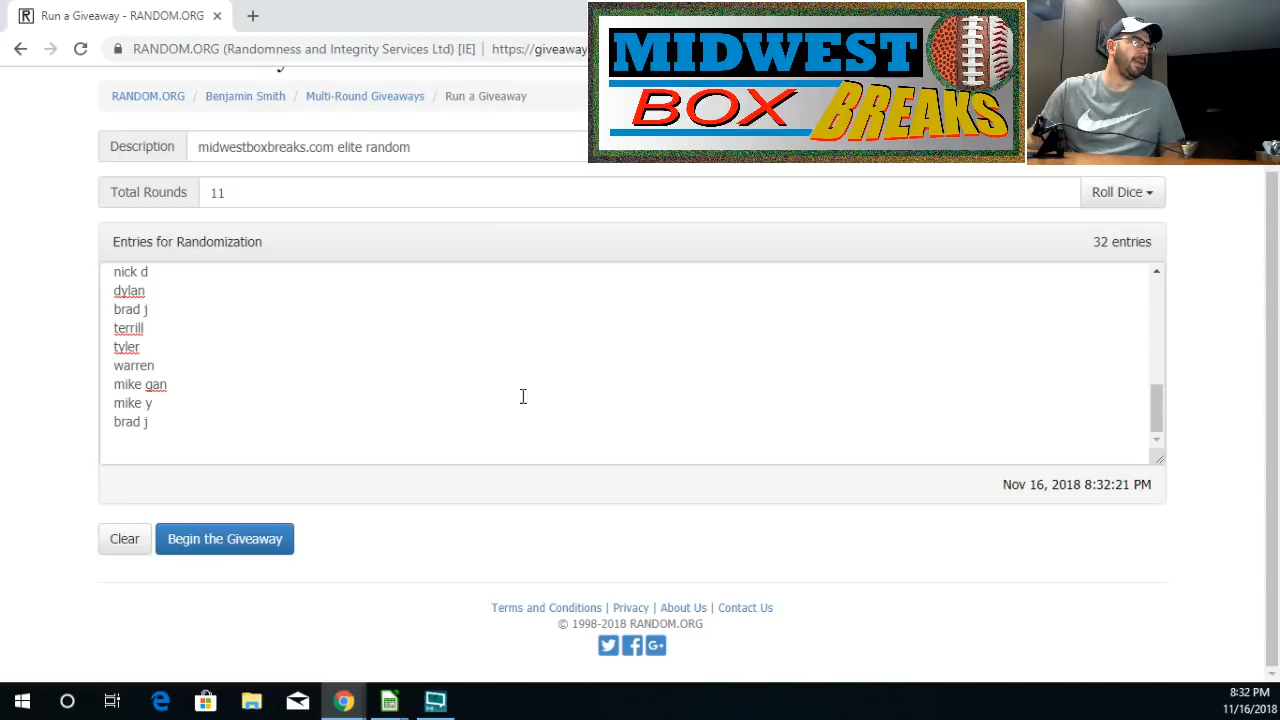 Run a Giveaway - RANDOM.ORG
RANDOM.ORG (Randomness and Integrity Services Ltd) [IE] | https://giveaway
MIDWEST
BOX BREAKS
RANDOM.ORG / Benjamin Smith / Multi-Round Giveaways / Run a Giveaway
Description midwestboxbreaks.com elite random
Total Rounds 11 Roll Dice
Entries for Randomization 32 entries
nick d
dylan
brad j
terrill
tyler
warren
mike gan
mike y
brad j
Nov 16, 2018 8:32:21 PM
Clear Begin the Giveaway
Terms and Conditions | Privacy | About Us | Contact Us
© 1998-2018 RANDOM.ORG
8:32 PM
11/16/2018